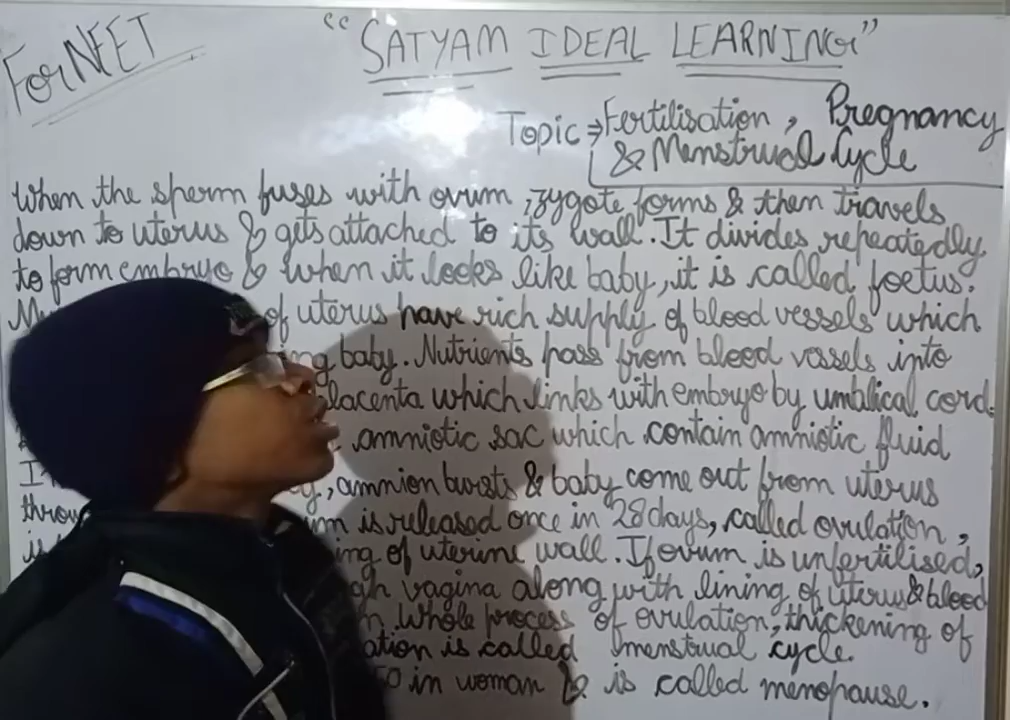 For NEET
“SATYAM IDEAL LEARNING”
Topic ⇒ Fertilisation, Pregnancy
& Menstrual Cycle
When the sperm fuses with ovum, zygote forms & then travels
down to uterus & gets attached to its wall. It divides repeatedly
to form embryo & when it looks like baby, it is called foetus.
of uterus have rich supply of blood vessels which
baby. Nutrients pass from blood vessels into
placenta which links with embryo by umblical cord.
amniotic sac which contain amniotic fluid
, amnion bursts & baby come out from uterus
is released once in 28 days, called ovulation,
of uterine wall. If ovum is unfertilised,
vagina along with lining of uterus & blood
Whole process of ovulation, thickening of
is called menstrual cycle.
in woman & is called menopause.